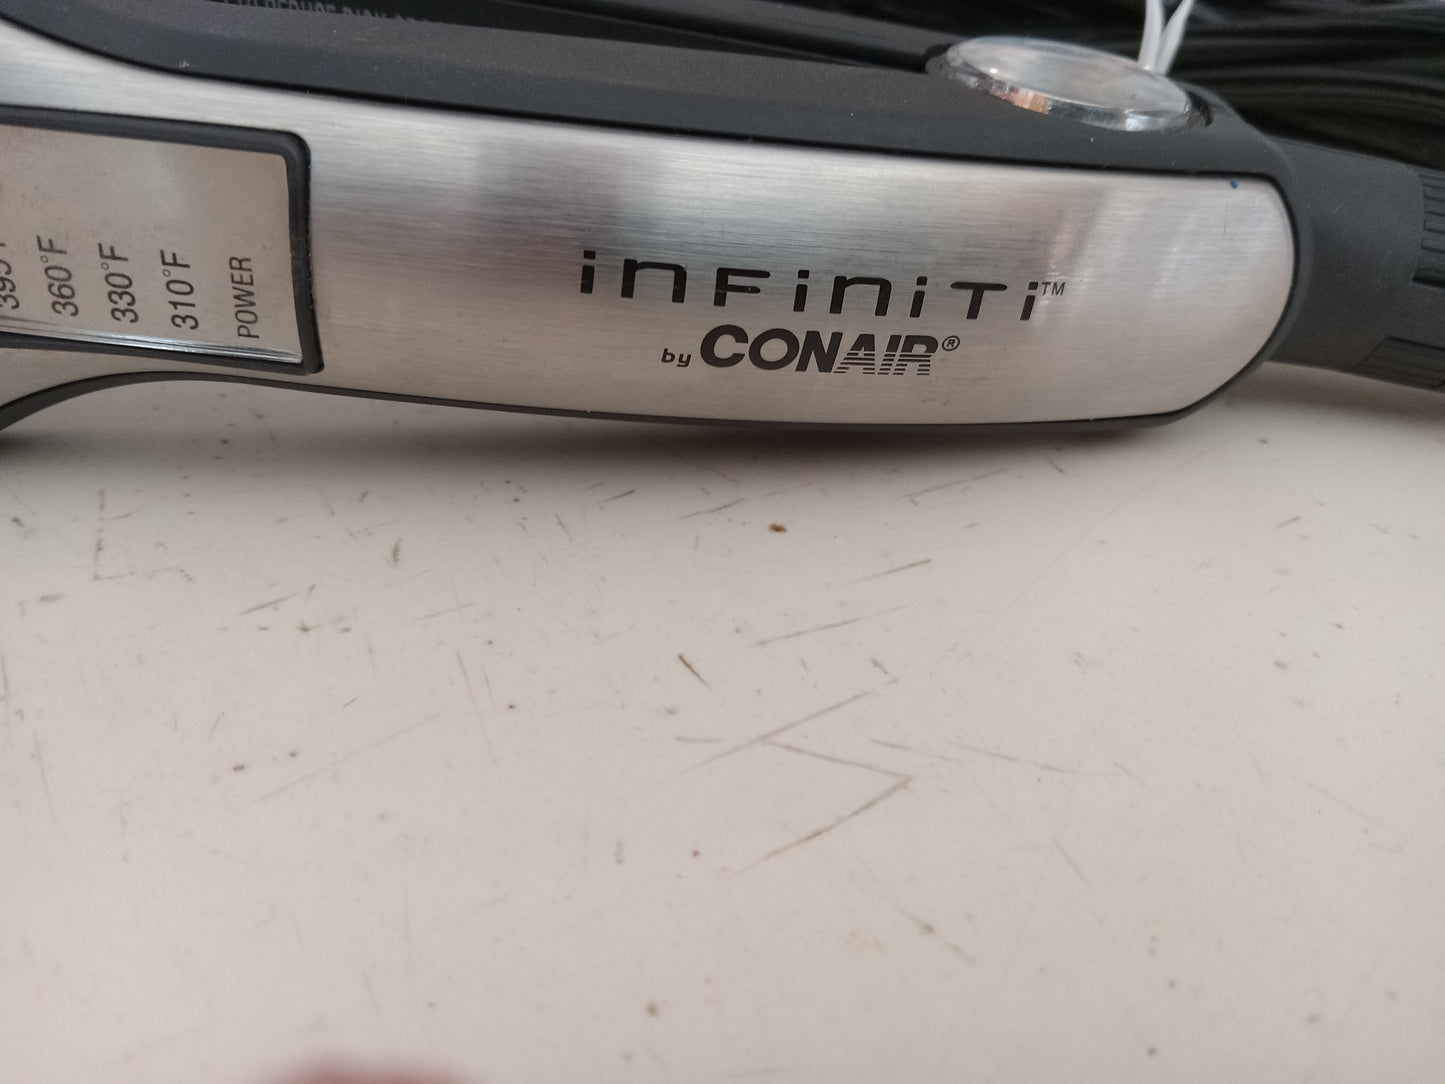 360°F
330°F
310°F
POWER
iNFiNiTi™
by CONAIR®